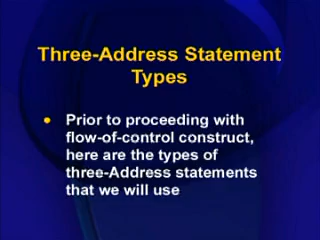 Three-Address Statement
Types
• Prior to proceeding with
flow-of-control construct,
here are the types of
three-Address statements
that we will use